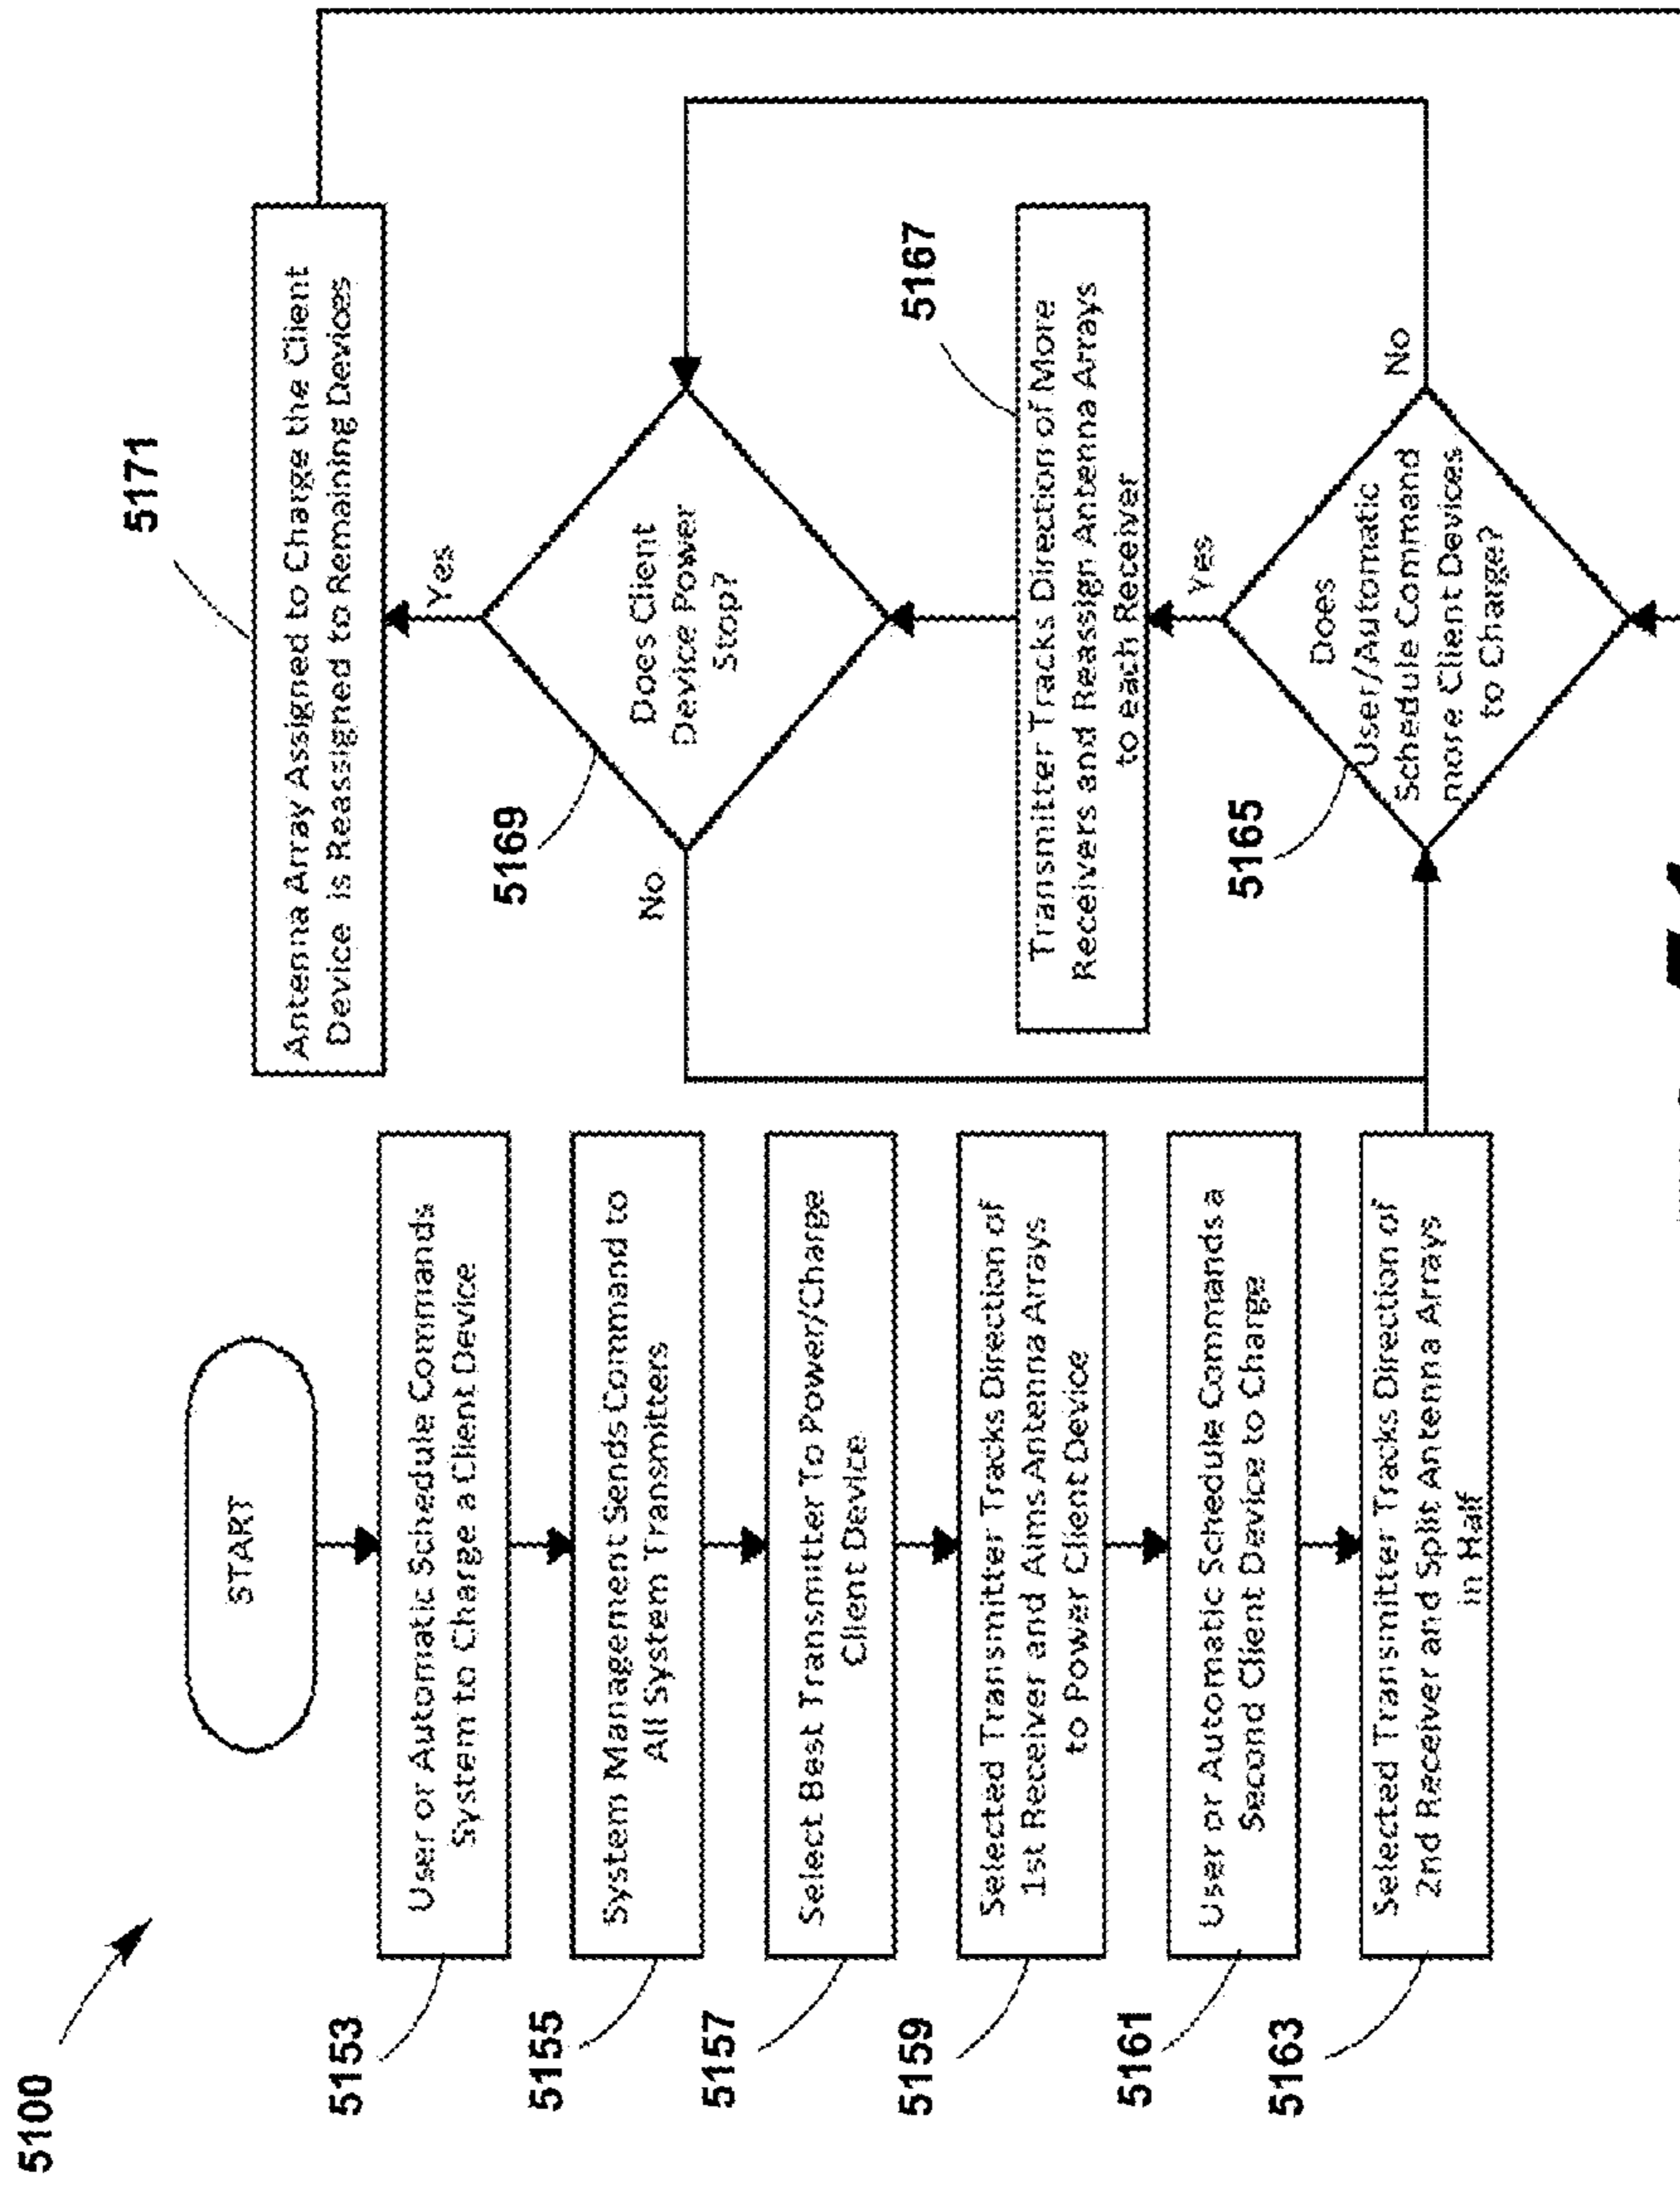 5100
START
5153
User or Automatic Schedule Commands
System to Charge a Client Device
5155
System Management Sends Command to
All System Transmitters
5157
Select Best Transmitter To Power/Charge
Client Device
5159
Selected Transmitter Tracks Direction of
1st Receiver and Aims Antenna Arrays
to Power Client Device
5161
User or Automatic Schedule Commands a
Second Client Device to Charge
5163
Selected Transmitter Tracks Direction of
2nd Receiver and Split Antenna Arrays
in Half
5171
Antenna Array Assigned to Charge the Client
Device is Reassigned to Remaining Devices
Yes
5169
Does Client
Device Power
Stop?
No
5167
Transmitter Tracks Direction of More
Receivers and Reassign Antenna Arrays
to each Receiver
Yes
5165
Does
User/Automatic
Schedule Command
more Client Devices
to Charge?
No